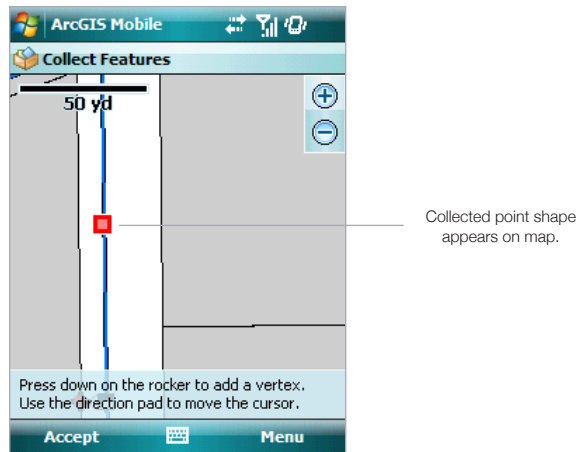 ArcGIS Mobile
Collect Features
50 yd
Collected point shape
appears on map.
Press down on the rocker to add a vertex.
Use the direction pad to move the cursor.
Accept
Menu